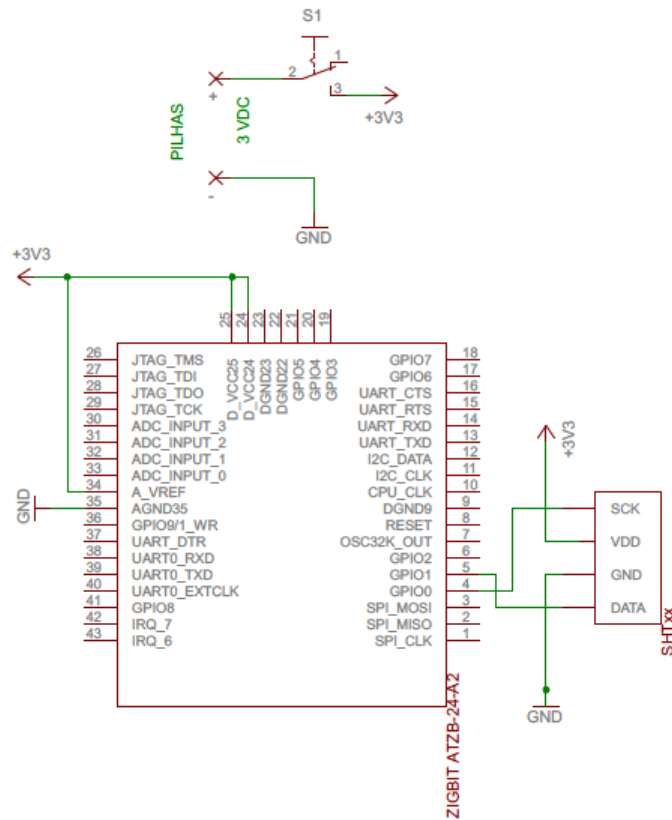 S1
1
2
3
+
PILHAS
3 VDC
+3V3
-
GND
+3V3
25
24
23
22
21
20
19
D_VCC25
D_VCC24
DGND23
DGND22
GPIO5
GPIO4
GPIO3
26 JTAG_TMS
27 JTAG_TDI
28 JTAG_TDO
29 JTAG_TCK
30 ADC_INPUT_3
31 ADC_INPUT_2
32 ADC_INPUT_1
33 ADC_INPUT_0
34 A_VREF
35 AGND35
36 GPIO9/1_WR
37 UART_DTR
38 UART0_RXD
39 UART0_TXD
40 UART0_EXTCLK
41 GPIO8
42 IRQ_7
43 IRQ_6
GND
GPIO7 18
GPIO6 17
UART_CTS 16
UART_RTS 15
UART_RXD 14
UART_TXD 13
I2C_DATA 12
I2C_CLK 11
CPU_CLK 10
DGND9 9
RESET 8
OSC32K_OUT 7
GPIO2 6
GPIO1 5
GPIO0 4
SPI_MOSI 3
SPI_MISO 2
SPI_CLK 1
ZIGBIT ATZB-24-A2
+3V3
SCK
VDD
GND
DATA
SHTxx
GND